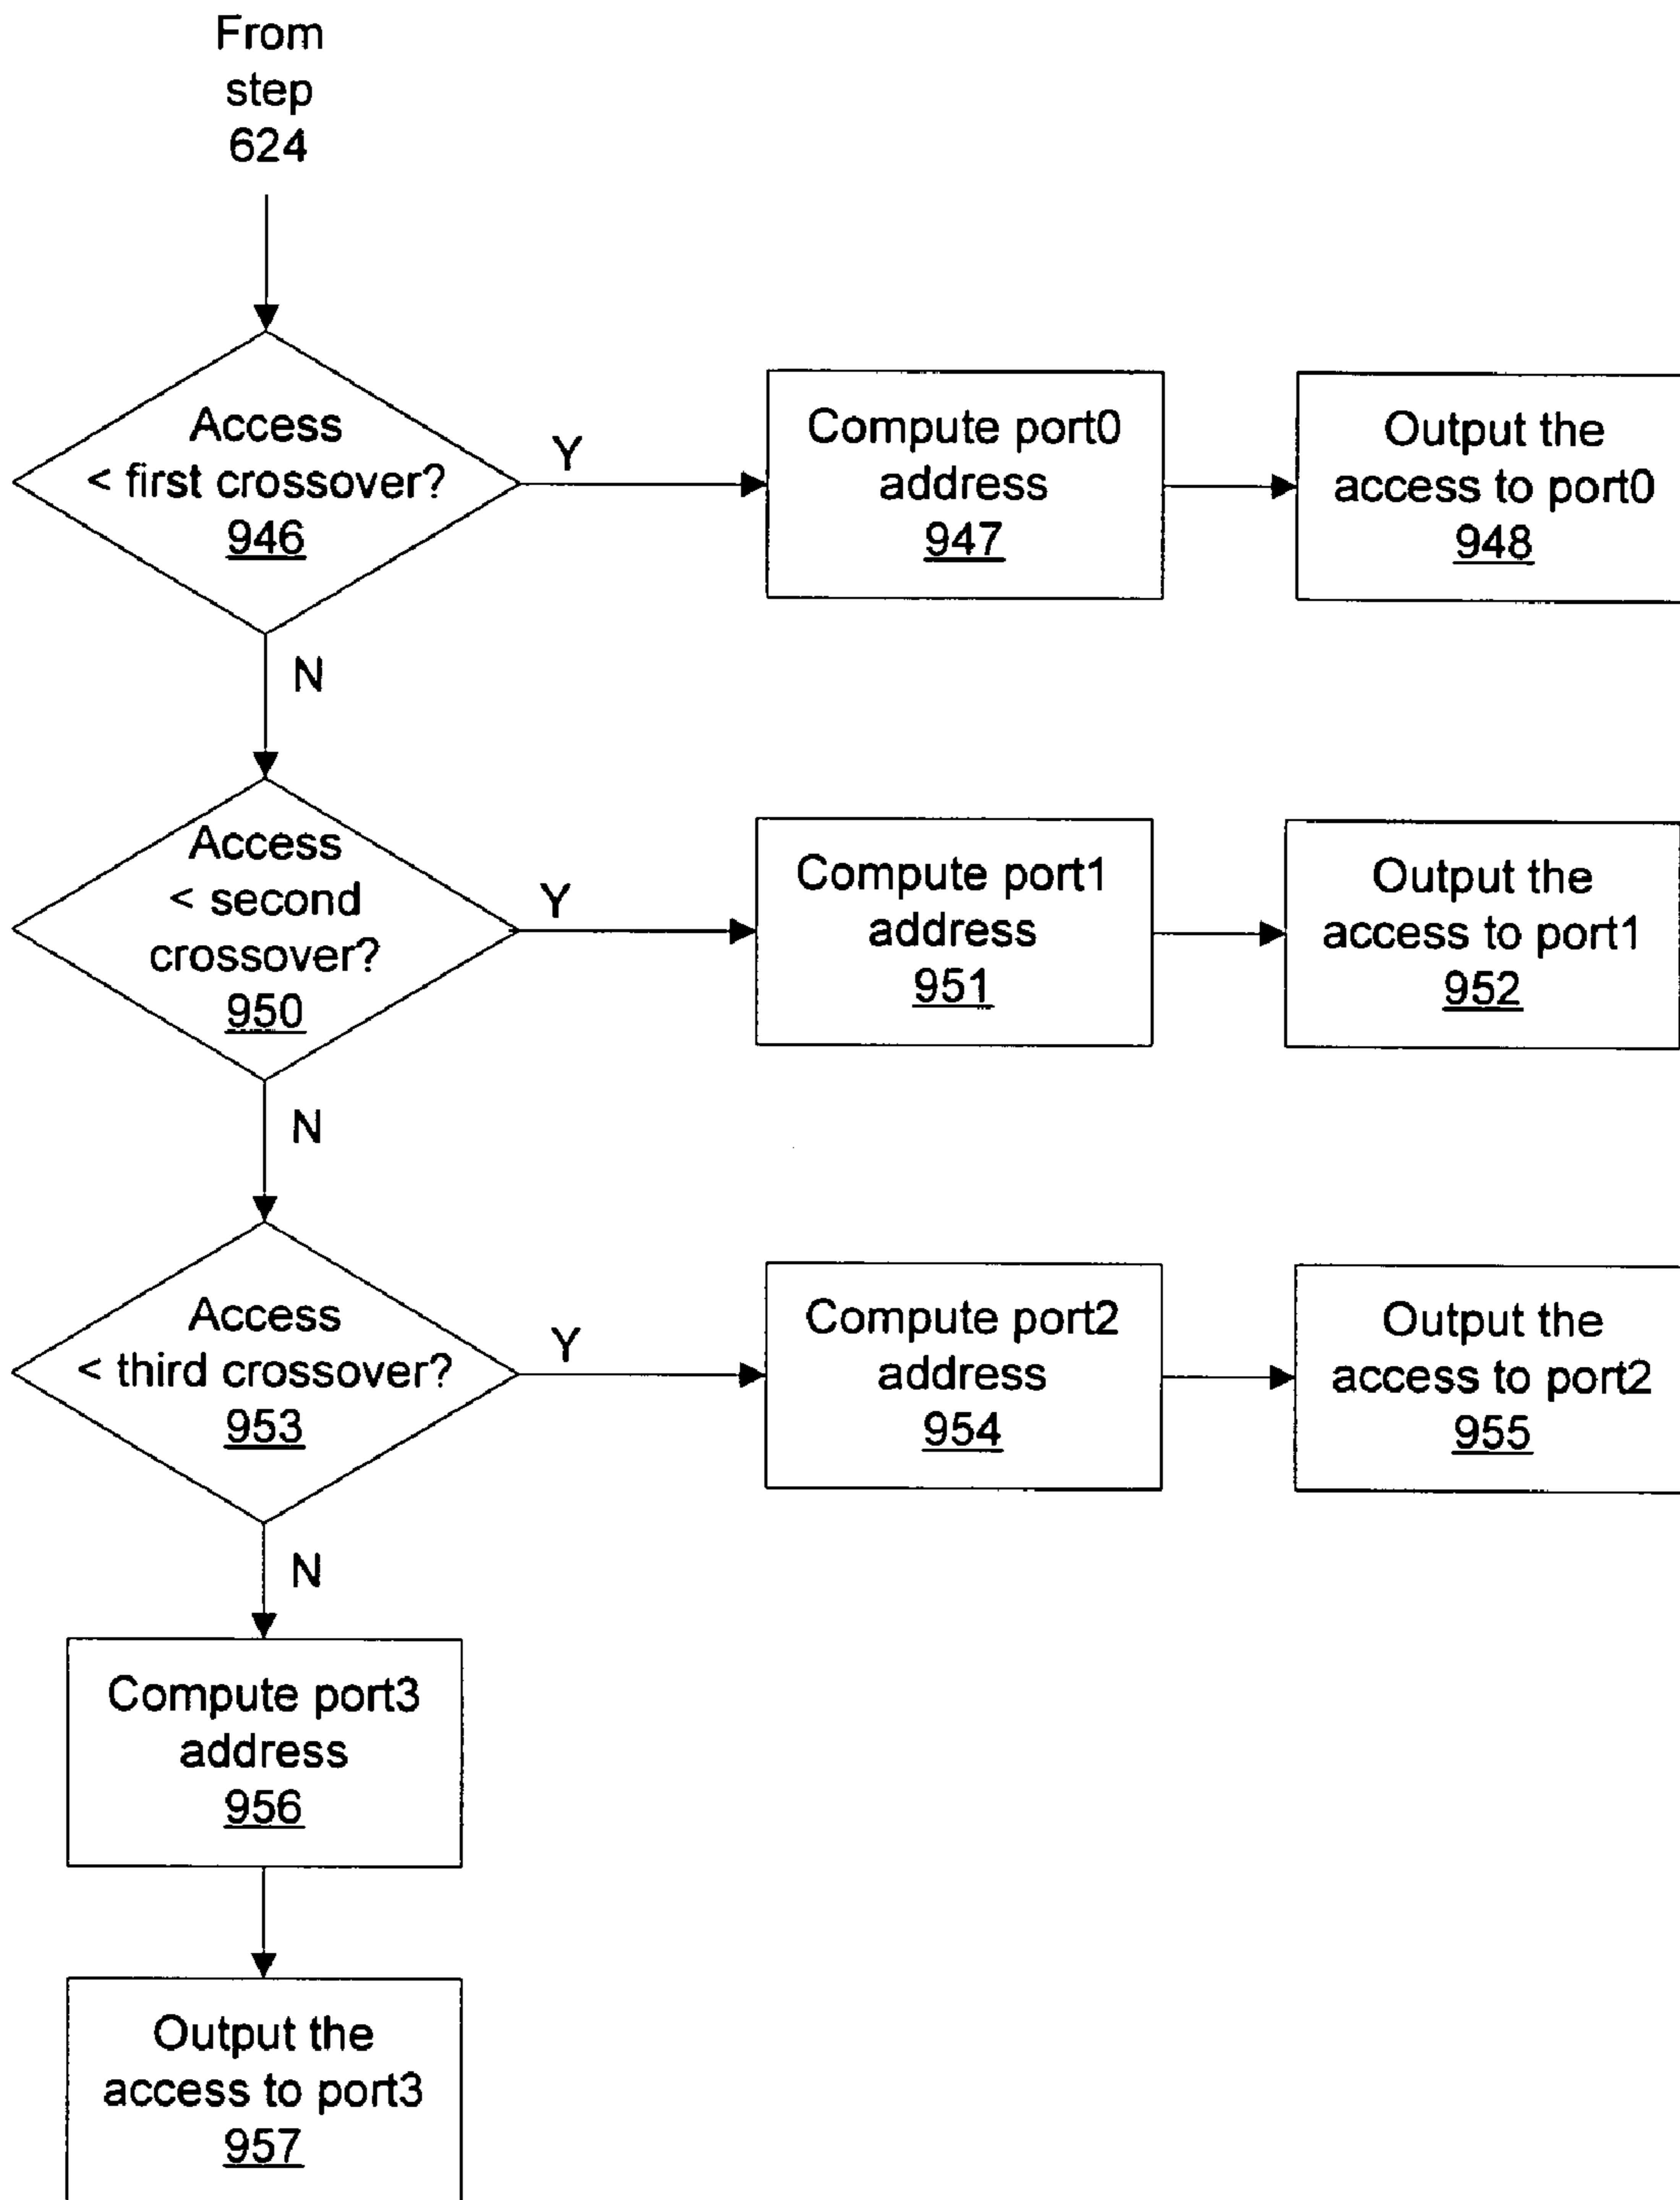 From
step
624
Access
< first crossover?
946
Y
Compute port0
address
947
Output the
access to port0
948
N
Access
< second
crossover?
950
Y
Compute port1
address
951
Output the
access to port1
952
N
Access
< third crossover?
953
Y
Compute port2
address
954
Output the
access to port2
955
N
Compute port3
address
956
Output the
access to port3
957